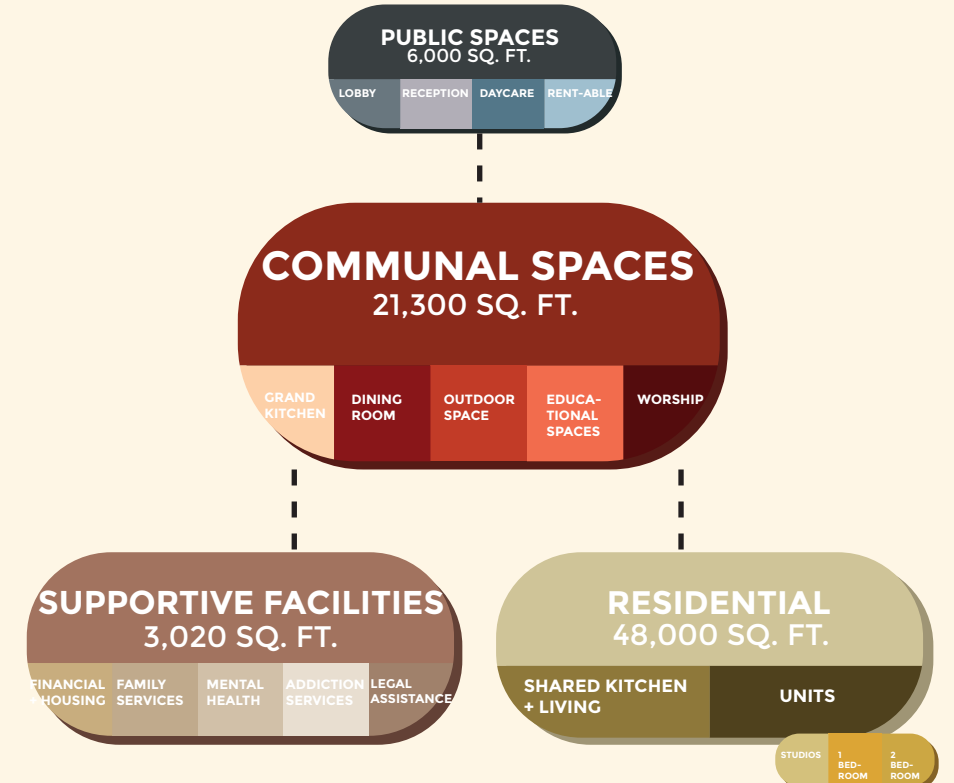 PUBLIC SPACES
6,000 SQ. FT.
LOBBY
RECEPTION
DAYCARE
RENT-ABLE
COMMUNAL SPACES
21,300 SQ. FT.
GRAND
KITCHEN
DINING
ROOM
OUTDOOR
SPACE
EDUCA-
TIONAL
SPACES
WORSHIP
SUPPORTIVE FACILITIES
3,020 SQ. FT.
FINANCIAL
+ HOUSING
FAMILY
SERVICES
MENTAL
HEALTH
ADDICTION
SERVICES
LEGAL
ASSISTANCE
RESIDENTIAL
48,000 SQ. FT.
SHARED KITCHEN
+ LIVING
UNITS
STUDIOS
1
BED-
ROOM
2
BED-
ROOM